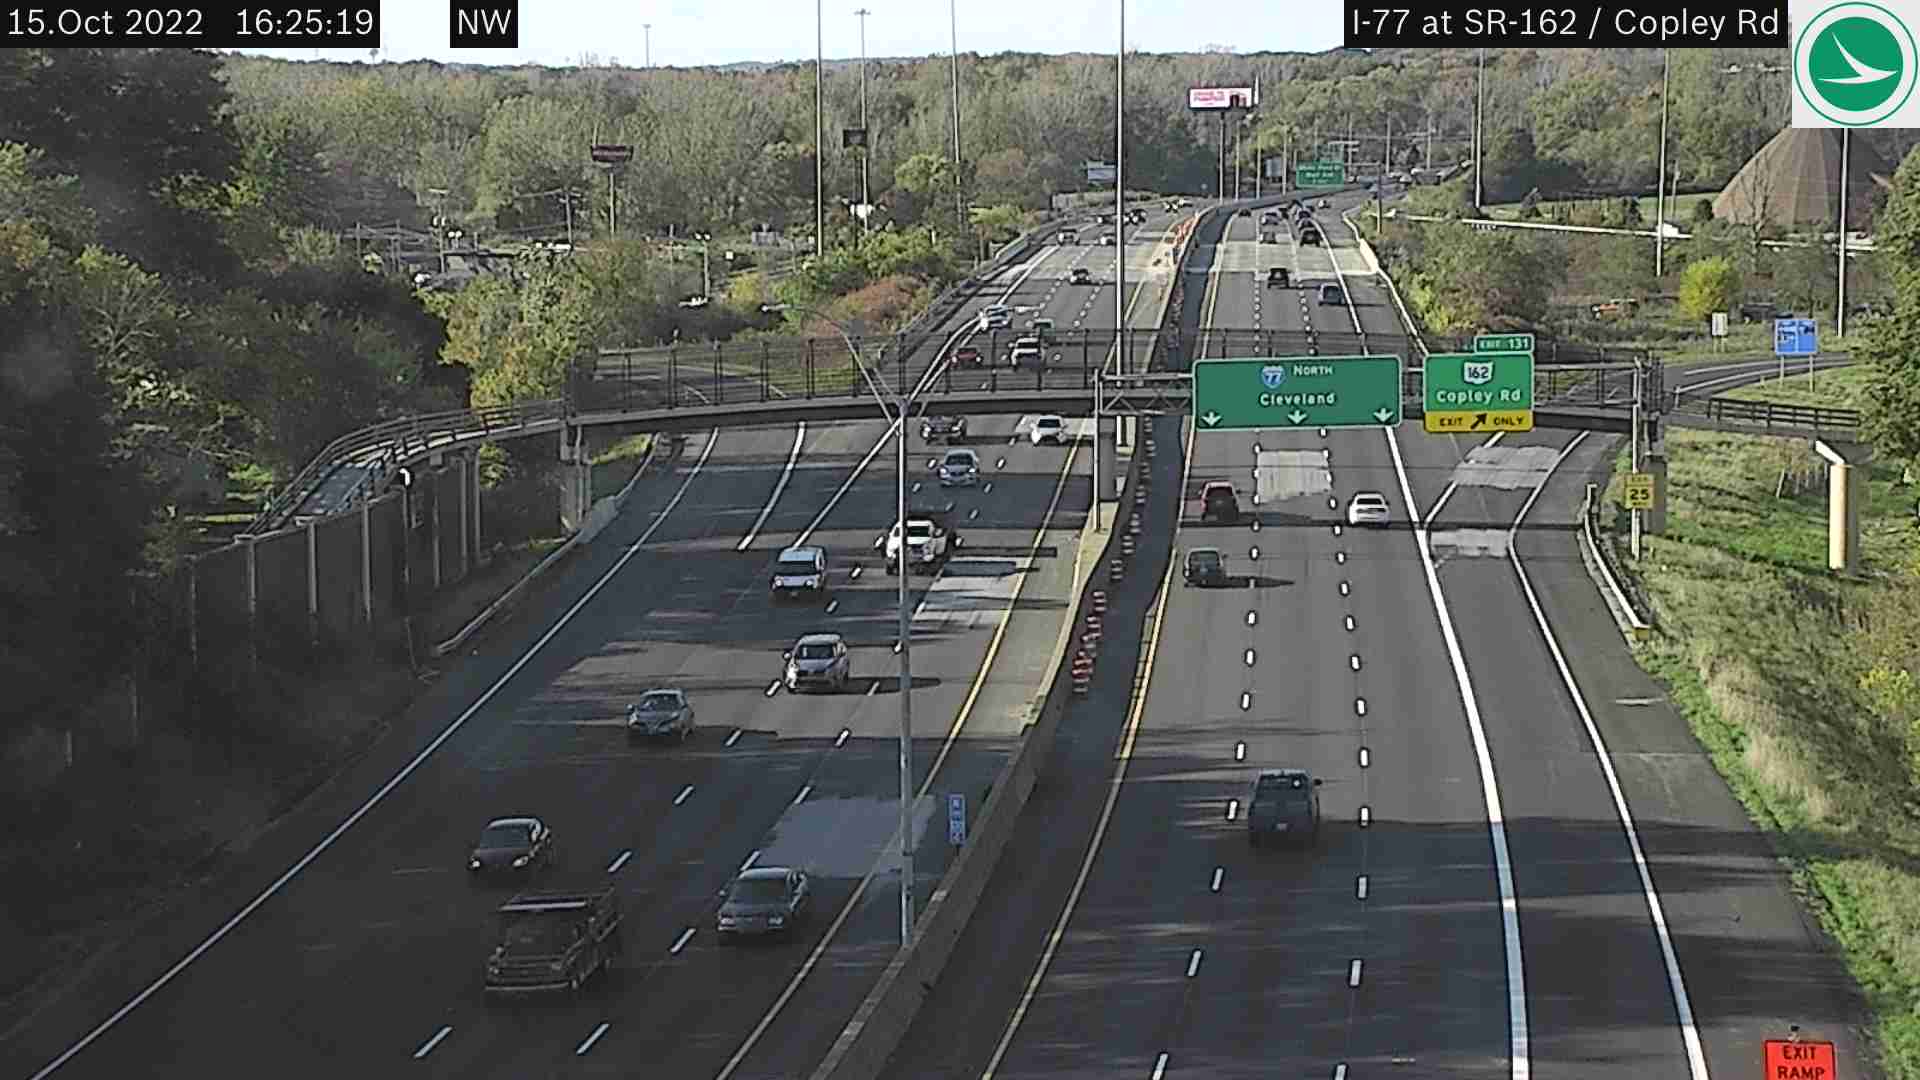 15.Oct 2022 16:25:19
NW
I-77 at SR-162 / Copley Rd
EXIT 131
77 NORTH
Cleveland
162
Copley Rd
EXIT ONLY
25
EXIT
RAMP